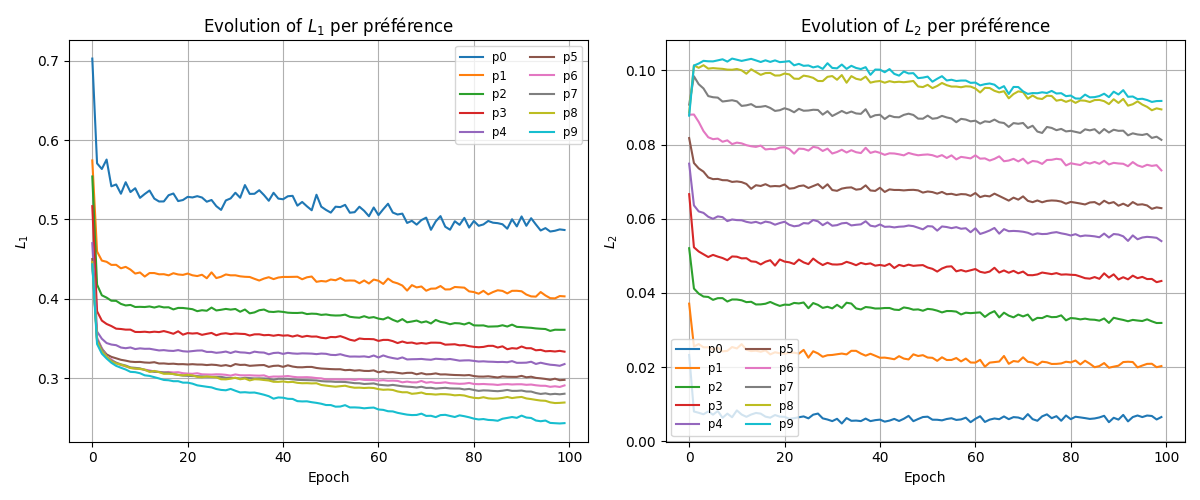 Evolution of L₁ per préférence
L₁
0.7
0.6
0.5
0.4
0.3
0 20 40 60 80 100
Epoch
p0 p5
p1 p6
p2 p7
p3 p8
p4 p9
Evolution of L₂ per préférence
L₂
0.10
0.08
0.06
0.04
0.02
0.00
0 20 40 60 80 100
Epoch
p0 p5
p1 p6
p2 p7
p3 p8
p4 p9